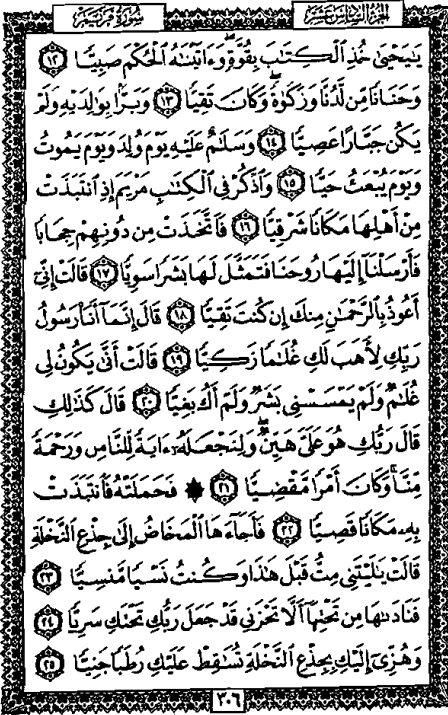 الجزء السادس عشر
سورة مريم
يَٰيَحْيَىٰ خُذِ ٱلْكِتَٰبَ بِقُوَّةٍۖ وَءَاتَيْنَٰهُ ٱلْحُكْمَ صَبِيًّا ١٢
وَحَنَانًا مِّن لَّدُنَّا وَزَكَوٰةًۖ وَكَانَ تَقِيًّا ١٣ وَبَرًّۢا بِوَٰلِدَيْهِ وَلَمْ
يَكُن جَبَّارًا عَصِيًّا ١٤ وَسَلَٰمٌ عَلَيْهِ يَوْمَ وُلِدَ وَيَوْمَ يَمُوتُ
وَيَوْمَ يُبْعَثُ حَيًّا ١٥ وَٱذْكُرْ فِى ٱلْكِتَٰبِ مَرْيَمَ إِذِ ٱنتَبَذَتْ
مِنْ أَهْلِهَا مَكَانًا شَرْقِيًّا ١٦ فَٱتَّخَذَتْ مِن دُونِهِمْ حِجَابًا
فَأَرْسَلْنَآ إِلَيْهَا رُوحَنَا فَتَمَثَّلَ لَهَا بَشَرًا سَوِيًّا ١٧ قَالَتْ إِنِّىٓ
أَعُوذُ بِٱلرَّحْمَٰنِ مِنكَ إِن كُنتَ تَقِيًّا ١٨ قَالَ إِنَّمَآ أَنَا۠ رَسُولُ
رَبِّكِ لِأَهَبَ لَكِ غُلَٰمًا زَكِيًّا ١٩ قَالَتْ أَنَّىٰ يَكُونُ لِى
غُلَٰمٌ وَلَمْ يَمْسَسْنِى بَشَرٌ وَلَمْ أَكُ بَغِيًّا ٢٠ قَالَ كَذَٰلِكِ
قَالَ رَبُّكِ هُوَ عَلَىَّ هَيِّنٌۖ وَلِنَجْعَلَهُۥٓ ءَايَةً لِّلنَّاسِ وَرَحْمَةً
مِّنَّاۚ وَكَانَ أَمْرًا مَّقْضِيًّا ٢١ ۞ فَحَمَلَتْهُ فَٱنتَبَذَتْ
بِهِۦ مَكَانًا قَصِيًّا ٢٢ فَأَجَآءَهَا ٱلْمَخَاضُ إِلَىٰ جِذْعِ ٱلنَّخْلَةِ
قَالَتْ يَٰلَيْتَنِى مِتُّ قَبْلَ هَٰذَا وَكُنتُ نَسْيًا مَّنسِيًّا ٢٣
فَنَادَىٰهَا مِن تَحْتِهَآ أَلَّا تَحْزَنِى قَدْ جَعَلَ رَبُّكِ تَحْتَكِ سَرِيًّا ٢٤
وَهُزِّىٓ إِلَيْكِ بِجِذْعِ ٱلنَّخْلَةِ تُسَٰقِطْ عَلَيْكِ رُطَبًا جَنِيًّا ٢٥
٣٠٦